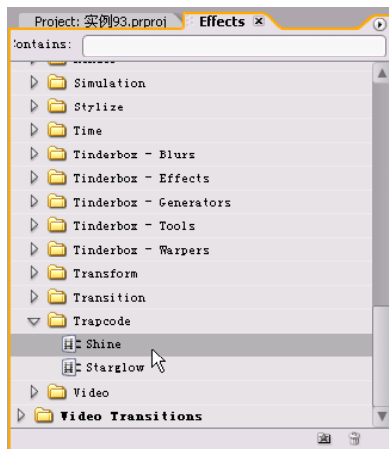 Project: 实例93.prproj Effects
Contains:
Simulation
Stylize
Time
Tinderbox - Blurs
Tinderbox - Effects
Tinderbox - Generators
Tinderbox - Tools
Tinderbox - Warpers
Transform
Transition
Trapcode
Shine
Starglow
Video
Video Transitions